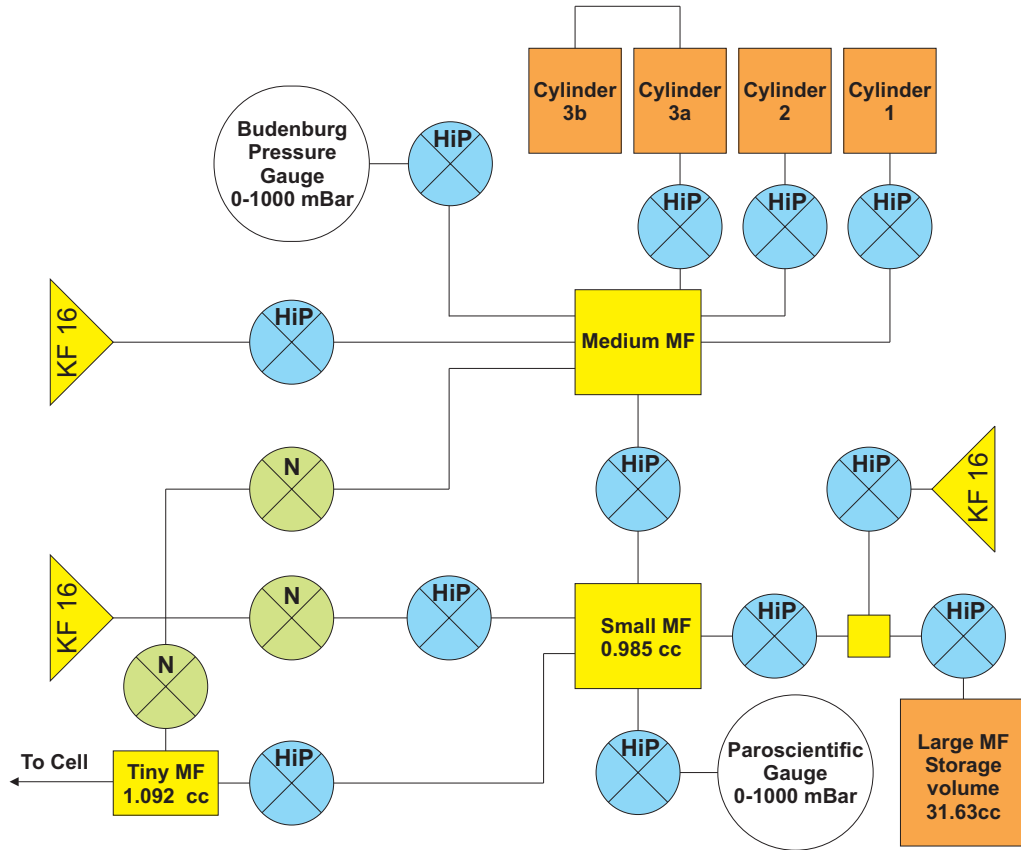 Cylinder
3b
Cylinder
3a
Cylinder
2
Cylinder
1
Budenburg
Pressure
Gauge
0-1000 mBar
HiP
HiP
HiP
HiP
KF 16
HiP
Medium MF
N
HiP
HiP
KF 16
KF 16
N
HiP
Small MF
0.985 cc
HiP
HiP
N
To Cell
Tiny MF
1.092 cc
HiP
HiP
Paroscientific
Gauge
0-1000 mBar
Large MF
Storage
volume
31.63cc